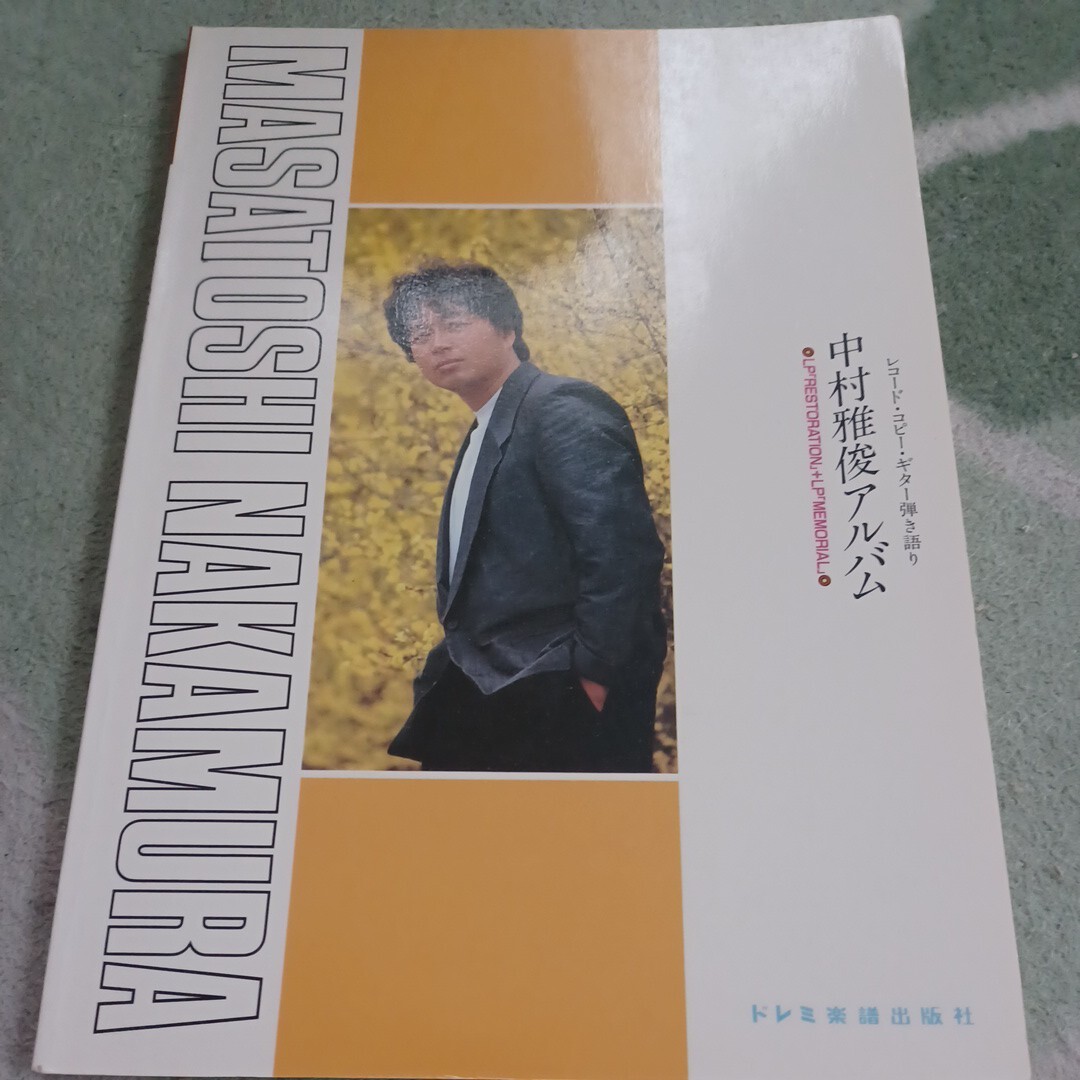 MASATOSHI NAKAMURA
レコード・コピー・ギター弾き語り
中村雅俊アルバム
LP「RESTORATION」+LP「MEMORIAL」
ドレミ楽譜出版社